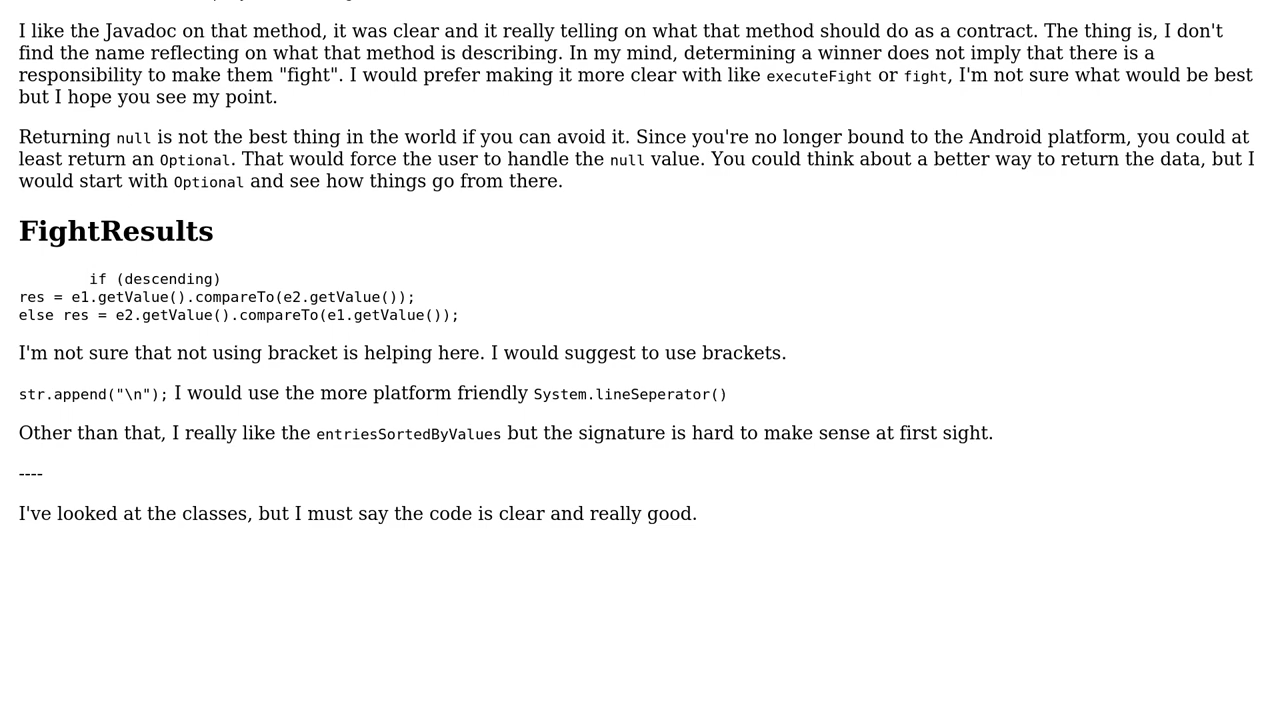 I like the Javadoc on that method, it was clear and it really telling on what that method should do as a contract. The thing is, I don't
find the name reflecting on what that method is describing. In my mind, determining a winner does not imply that there is a
responsibility to make them "fight". I would prefer making it more clear with like executeFight or fight, I'm not sure what would be best
but I hope you see my point.
Returning null is not the best thing in the world if you can avoid it. Since you're no longer bound to the Android platform, you could at
least return an Optional. That would force the user to handle the null value. You could think about a better way to return the data, but I
would start with Optional and see how things go from there.
FightResults
if (descending)
res = e1.getValue().compareTo(e2.getValue());
else res = e2.getValue().compareTo(e1.getValue());
I'm not sure that not using bracket is helping here. I would suggest to use brackets.
str.append("\n"); I would use the more platform friendly System.lineSeperator()
Other than that, I really like the entriesSortedByValues but the signature is hard to make sense at first sight.
----
I've looked at the classes, but I must say the code is clear and really good.